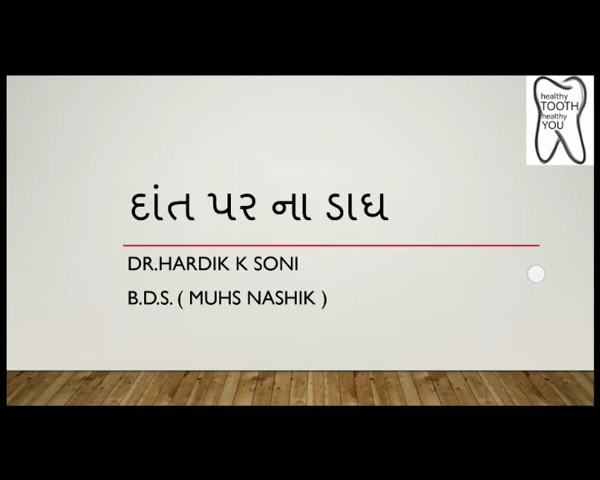 healthy
TOOTH
healthy
YOU
દાંત પર ના ડાઘ
DR.HARDIK K SONI
B.D.S. ( MUHS NASHIK )